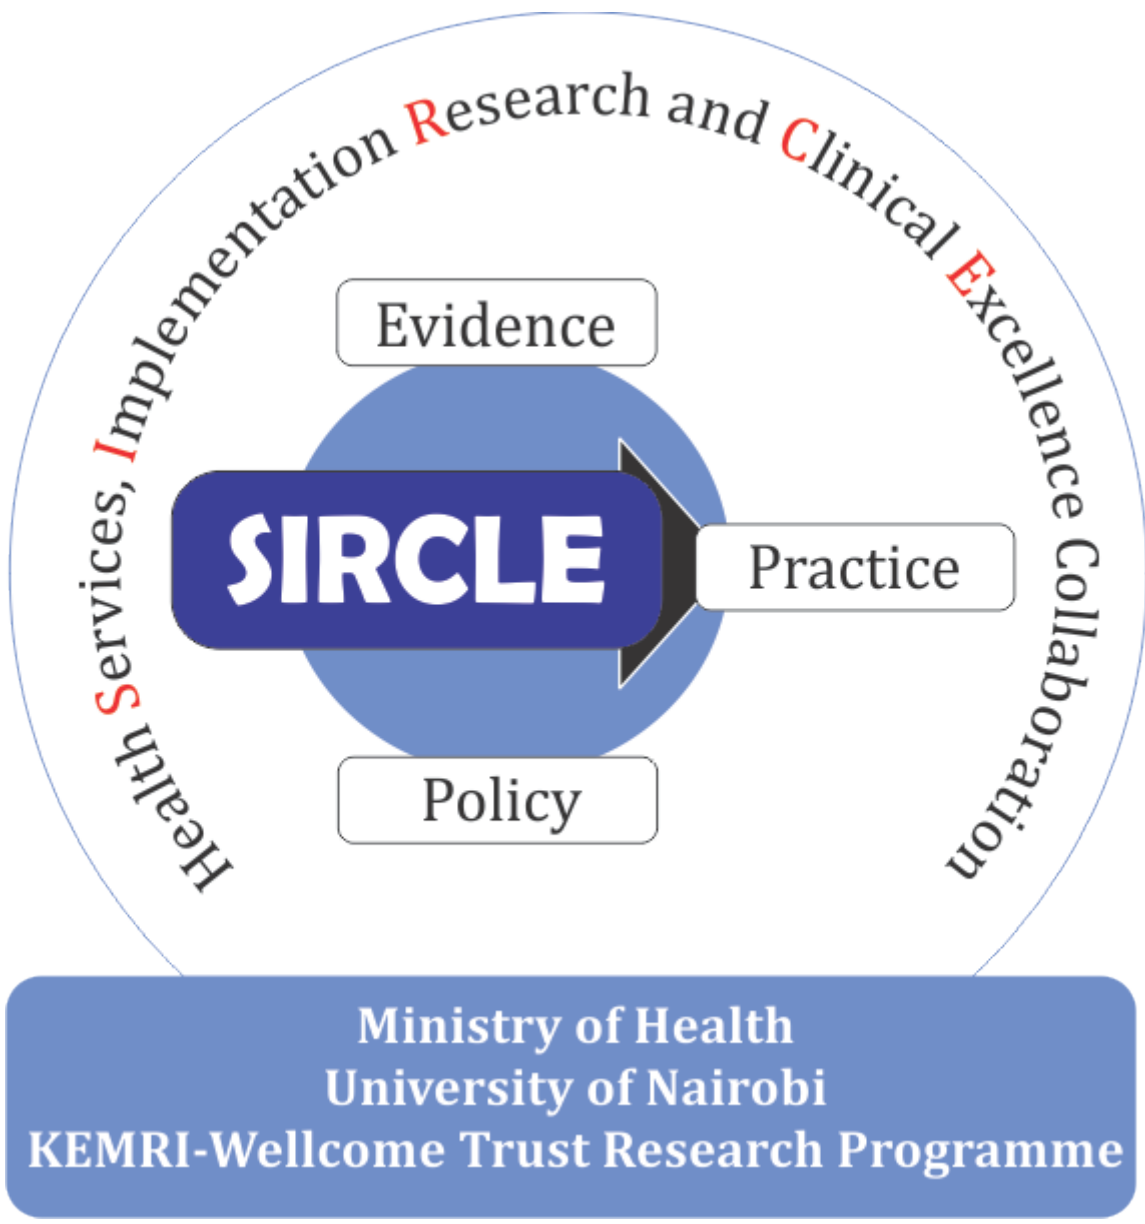 Health Services, Implementation Research and Clinical Excellence Collaboration
Evidence
SIRCLE
Practice
Policy
Ministry of Health
University of Nairobi
KEMRI-Wellcome Trust Research Programme